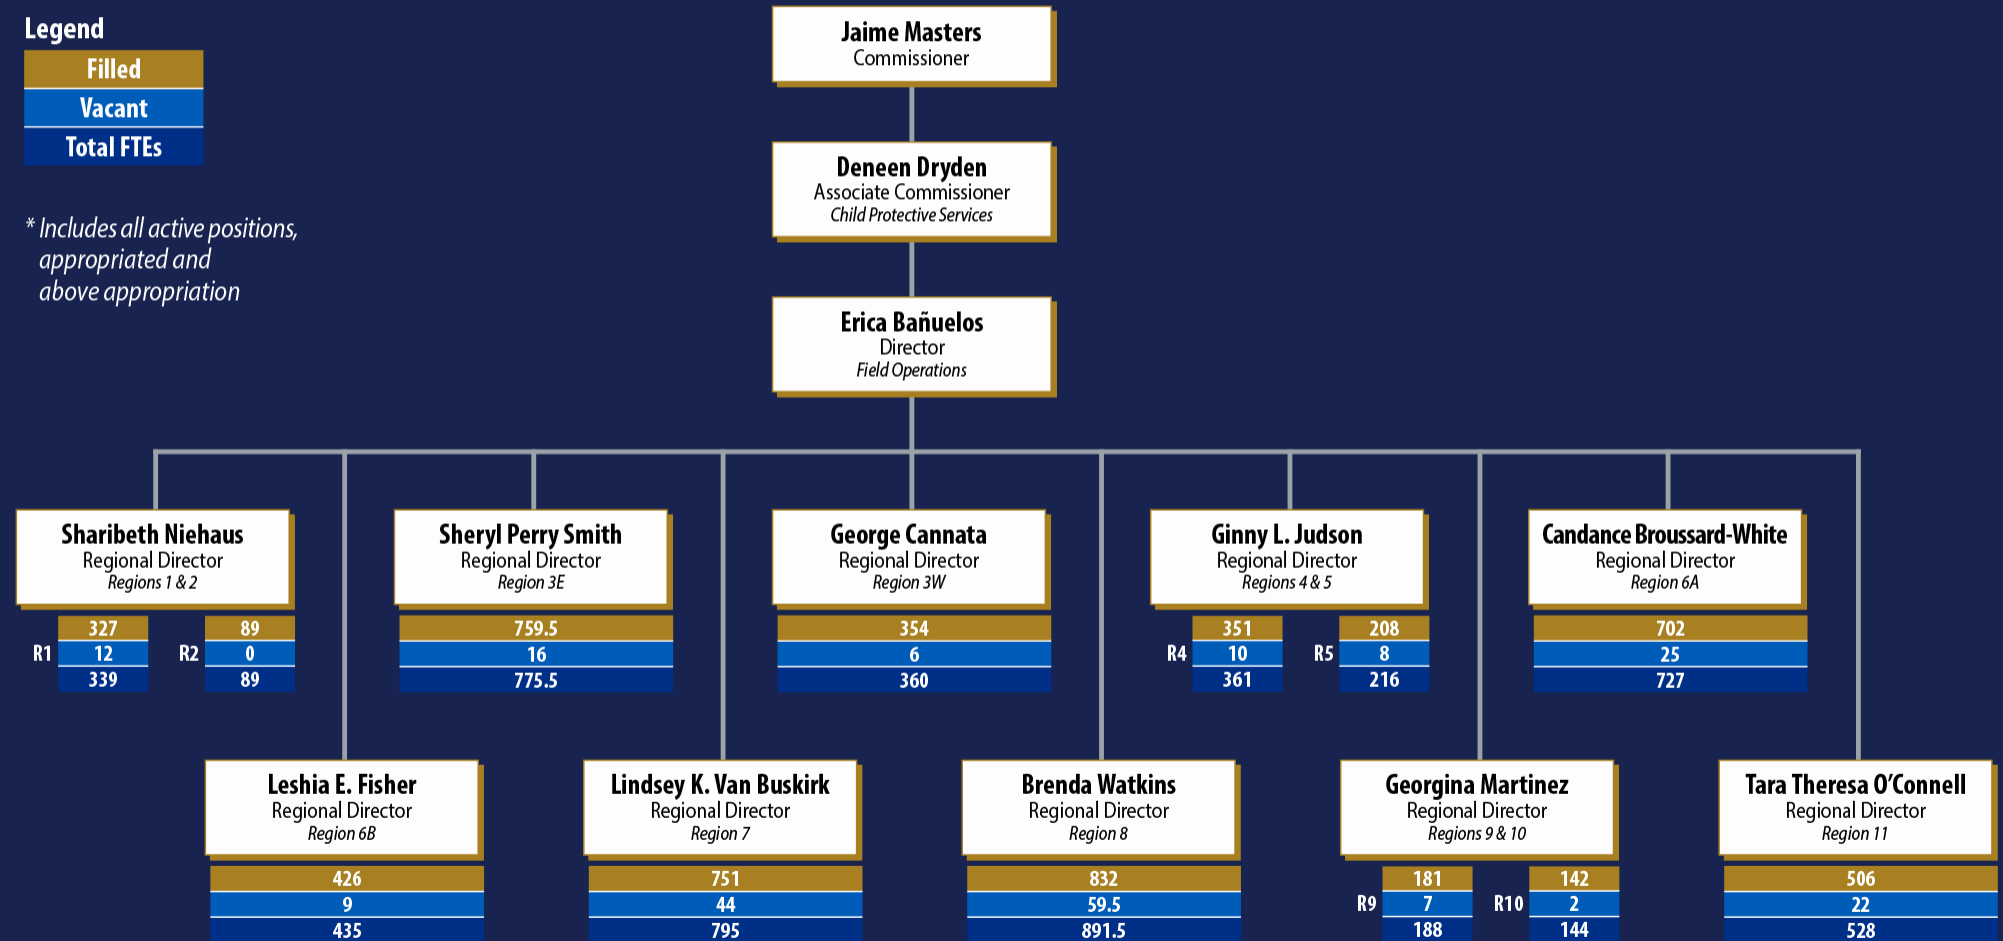 Legend
Filled
Vacant
Total FTEs
* Includes all active positions,
appropriated and
above appropriation
Jaime Masters
Commissioner
Deneen Dryden
Associate Commissioner
Child Protective Services
Erica Bañuelos
Director
Field Operations
Sharibeth Niehaus
Regional Director
Regions 1 & 2
R1
327
12
339
R2
89
0
89
Sheryl Perry Smith
Regional Director
Region 3E
759.5
16
775.5
George Cannata
Regional Director
Region 3W
354
6
360
Ginny L. Judson
Regional Director
Regions 4 & 5
R4
351
10
361
R5
208
8
216
Candance Broussard-White
Regional Director
Region 6A
702
25
727
Leshia E. Fisher
Regional Director
Region 6B
426
9
435
Lindsey K. Van Buskirk
Regional Director
Region 7
751
44
795
Brenda Watkins
Regional Director
Region 8
832
59.5
891.5
Georgina Martinez
Regional Director
Regions 9 & 10
R9
181
7
188
R10
142
2
144
Tara Theresa O'Connell
Regional Director
Region 11
506
22
528